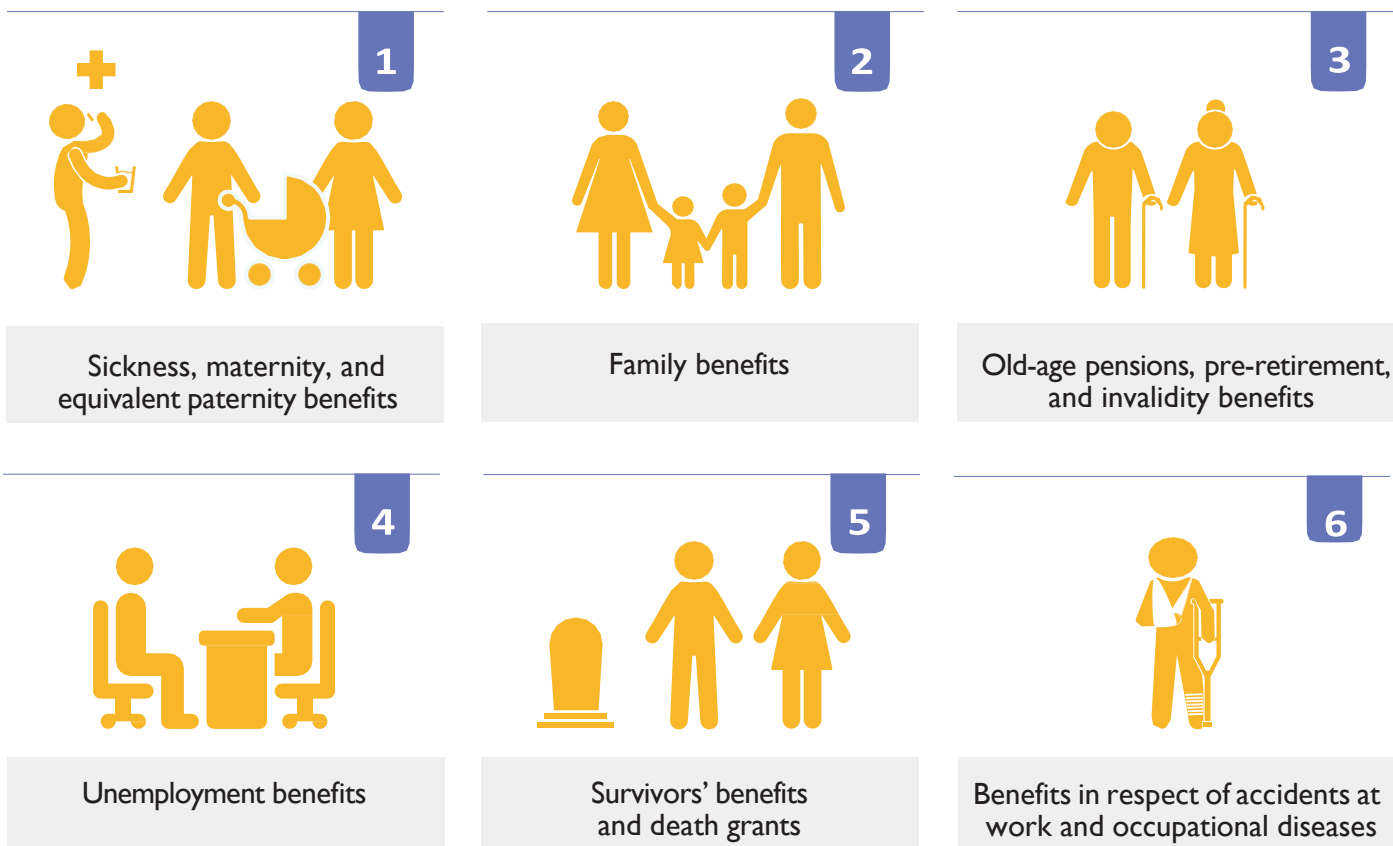 1
Sickness, maternity, and
equivalent paternity benefits
2
Family benefits
3
Old-age pensions, pre-retirement,
and invalidity benefits
4
Unemployment benefits
5
Survivors’ benefits
and death grants
6
Benefits in respect of accidents at
work and occupational diseases